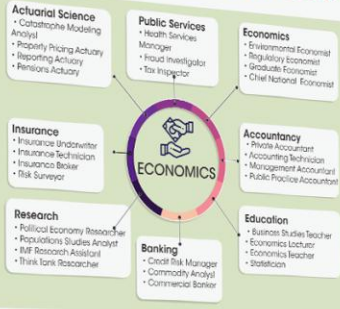 Actuarial Science
• Catastrophe Modeling
Analyst
• Property Pricing Actuary
• Reporting Actuary
• Pensions Actuary
Public Services
• Health Services
Manager
• Fraud Investigator
• Tax Inspector
Economics
• Environmental Economist
• Regulatory Economist
• Graduate Economist
• Chief National Economist
Insurance
• Insurance Underwriter
• Insurance Technician
• Insurance Broker
• Risk Surveyor
ECONOMICS
Accountancy
• Private Accountant
• Accounting Technician
• Management Accountant
• Public Practice Accountant
Research
• Political Economy Researcher
• Populations Studies Analyst
• IMF Research Assistant
• Think Tank Researcher
Banking
• Credit Risk Manager
• Commodity Analyst
• Commercial Banker
Education
• Business Studies Teacher
• Economics Lecturer
• Economics Teacher
• Statistician